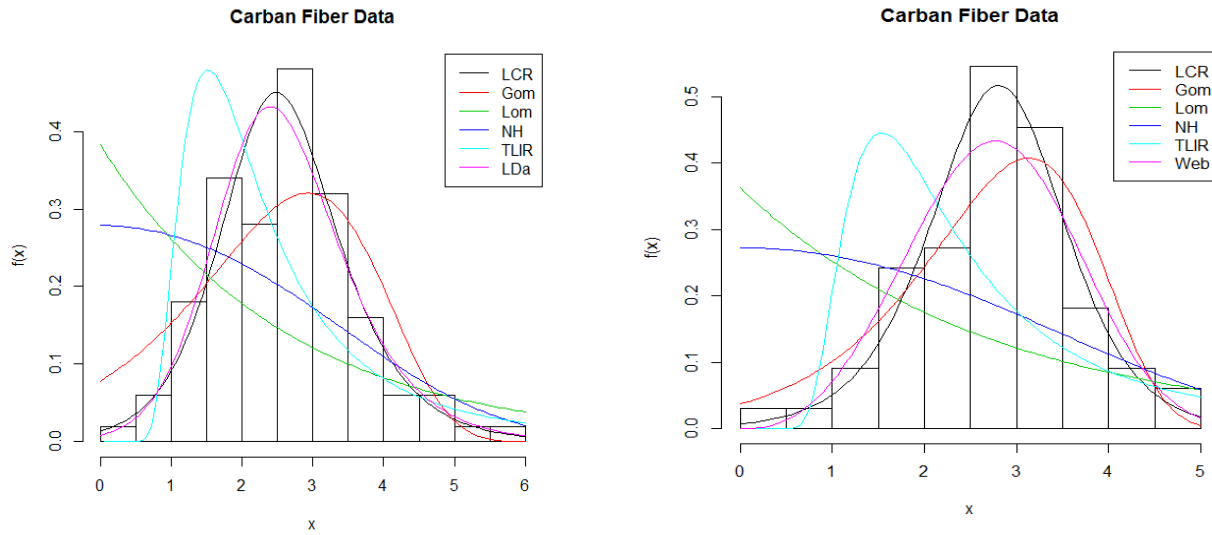 Carban Fiber Data
LCR
Gom
Lom
NH
TLIR
LDa
f(x)
0.0 0.1 0.2 0.3 0.4
0 1 2 3 4 5 6
x
Carban Fiber Data
LCR
Gom
Lom
NH
TLIR
Web
f(x)
0.0 0.1 0.2 0.3 0.4 0.5
0 1 2 3 4 5
x